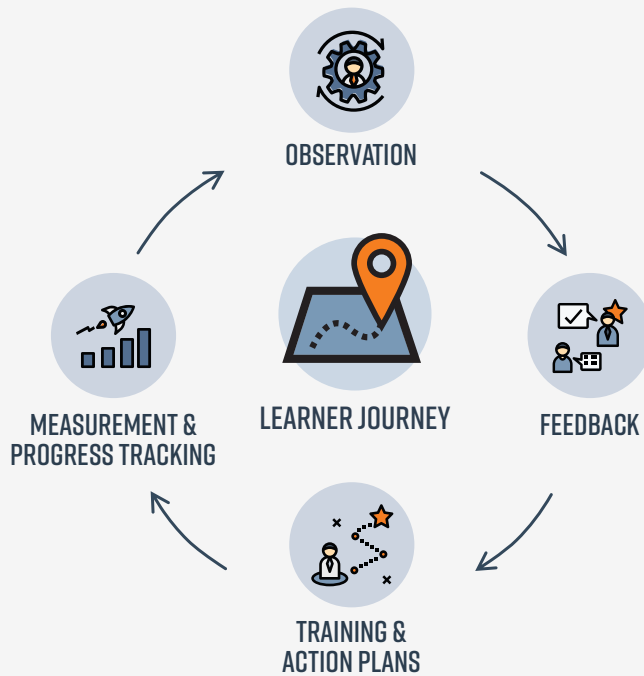 OBSERVATION
LEARNER JOURNEY
MEASUREMENT &
PROGRESS TRACKING
FEEDBACK
TRAINING &
ACTION PLANS